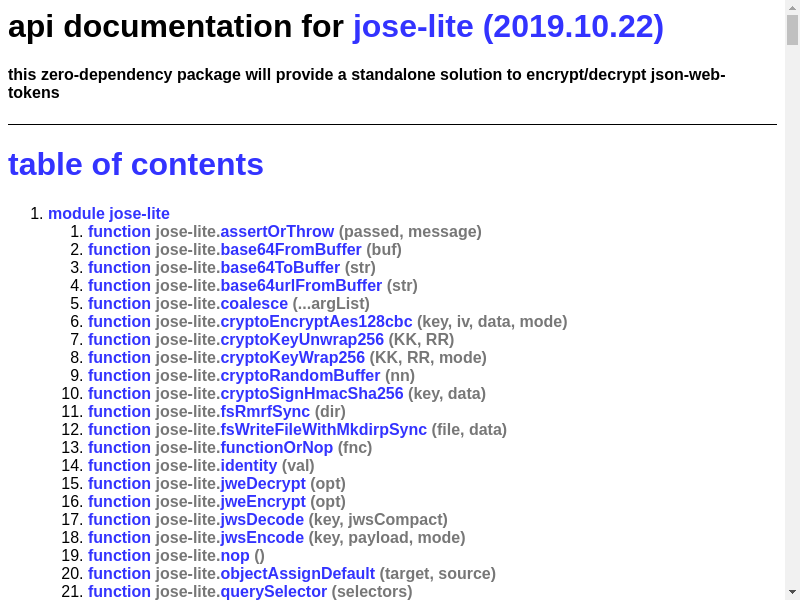 api documentation for jose-lite (2019.10.22)
this zero-dependency package will provide a standalone solution to encrypt/decrypt json-web-
tokens
table of contents
1. module jose-lite
1. function jose-lite.assertOrThrow (passed, message)
2. function jose-lite.base64FromBuffer (buf)
3. function jose-lite.base64ToBuffer (str)
4. function jose-lite.base64urlFromBuffer (str)
5. function jose-lite.coalesce (...argList)
6. function jose-lite.cryptoEncryptAes128cbc (key, iv, data, mode)
7. function jose-lite.cryptoKeyUnwrap256 (KK, RR)
8. function jose-lite.cryptoKeyWrap256 (KK, RR, mode)
9. function jose-lite.cryptoRandomBuffer (nn)
10. function jose-lite.cryptoSignHmacSha256 (key, data)
11. function jose-lite.fsRmrfSync (dir)
12. function jose-lite.fsWriteFileWithMkdirpSync (file, data)
13. function jose-lite.functionOrNop (fnc)
14. function jose-lite.identity (val)
15. function jose-lite.jweDecrypt (opt)
16. function jose-lite.jweEncrypt (opt)
17. function jose-lite.jwsDecode (key, jwsCompact)
18. function jose-lite.jwsEncode (key, payload, mode)
19. function jose-lite.nop ()
20. function jose-lite.objectAssignDefault (target, source)
21. function jose-lite.querySelector (selectors)